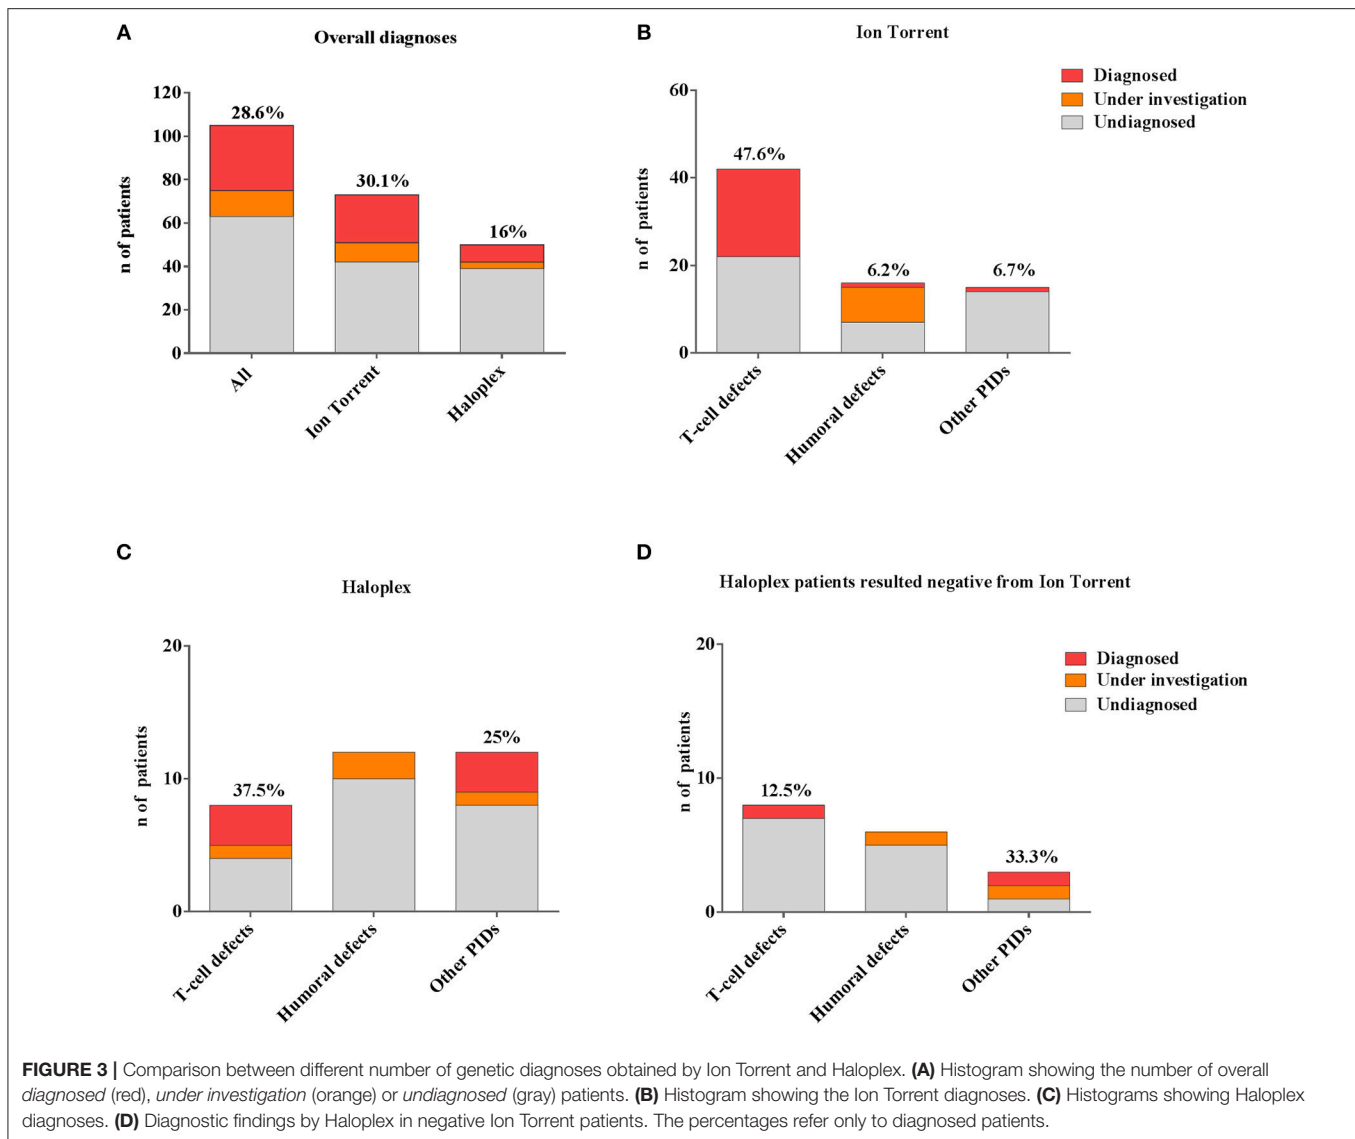 A
Overall diagnoses
120
100
80
60
40
20
0
n of patients
28.6%
30.1%
16%
All
Ion Torrent
Haloplex
B
Ion Torrent
Diagnosed
Under investigation
Undiagnosed
60
40
20
0
n of patients
47.6%
6.2%
6.7%
T-cell defects
Humoral defects
Other PIDs
C
Haloplex
20
10
0
n of patients
37.5%
25%
T-cell defects
Humoral defects
Other PIDs
D
Haloplex patients resulted negative from Ion Torrent
Diagnosed
Under investigation
Undiagnosed
20
10
0
n of patients
12.5%
33.3%
T-cell defects
Humoral defects
Other PIDs
FIGURE 3 | Comparison between different number of genetic diagnoses obtained by Ion Torrent and Haloplex. (A) Histogram showing the number of overall
diagnosed (red), under investigation (orange) or undiagnosed (gray) patients. (B) Histogram showing the Ion Torrent diagnoses. (C) Histograms showing Haloplex
diagnoses. (D) Diagnostic findings by Haloplex in negative Ion Torrent patients. The percentages refer only to diagnosed patients.